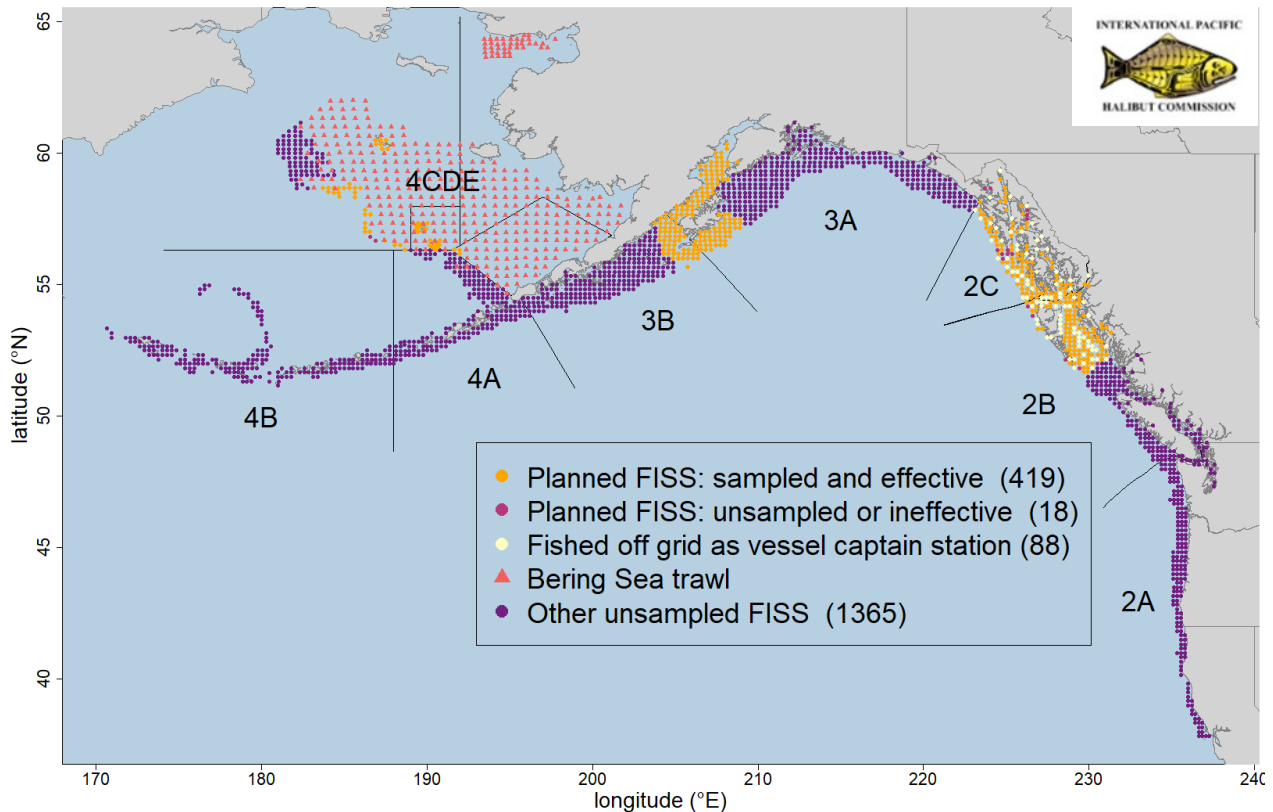 INTERNATIONAL PACIFIC
HALIBUT COMMISSION
65
60
55
50
45
40
latitude (°N)
4CDE
3A
2C
3B
4A
4B
2B
2A
Planned FISS: sampled and effective (419)
Planned FISS: unsampled or ineffective (18)
Fished off grid as vessel captain station (88)
Bering Sea trawl
Other unsampled FISS (1365)
170 180 190 200 210 220 230 240
longitude (°E)